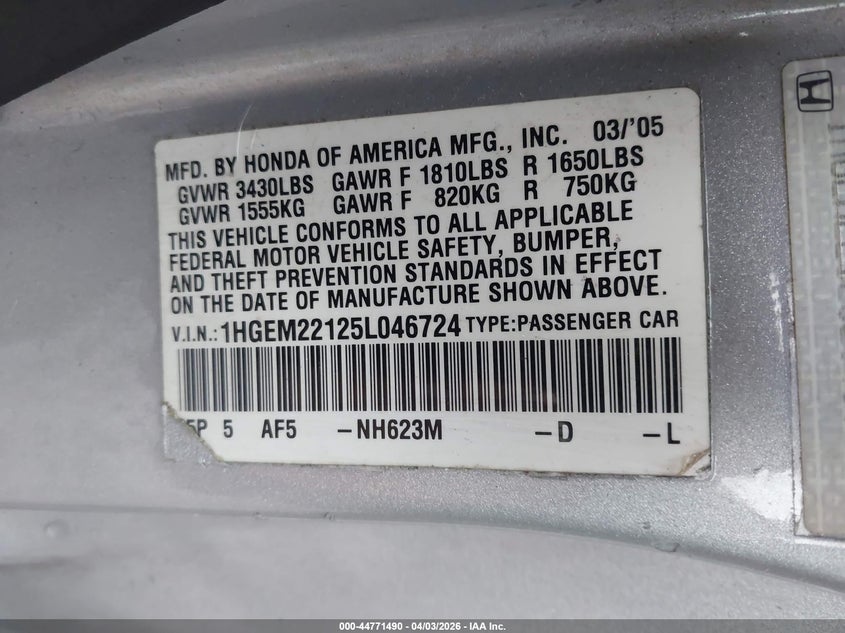 MFD. BY HONDA OF AMERICA MFG., INC. 03/'05
GVWR 3430LBS GAWR F 1810LBS R 1650LBS
GVWR 1555KG GAWR F 820KG R 750KG
THIS VEHICLE CONFORMS TO ALL APPLICABLE
FEDERAL MOTOR VEHICLE SAFETY, BUMPER,
AND THEFT PREVENTION STANDARDS IN EFFECT
ON THE DATE OF MANUFACTURE SHOWN ABOVE.
V.I.N.: 1HGEM22125L046724 TYPE:PASSENGER CAR
5P 5 AF5 -NH623M -D -L
000-44771490 - 04/03/2026 - IAA Inc.